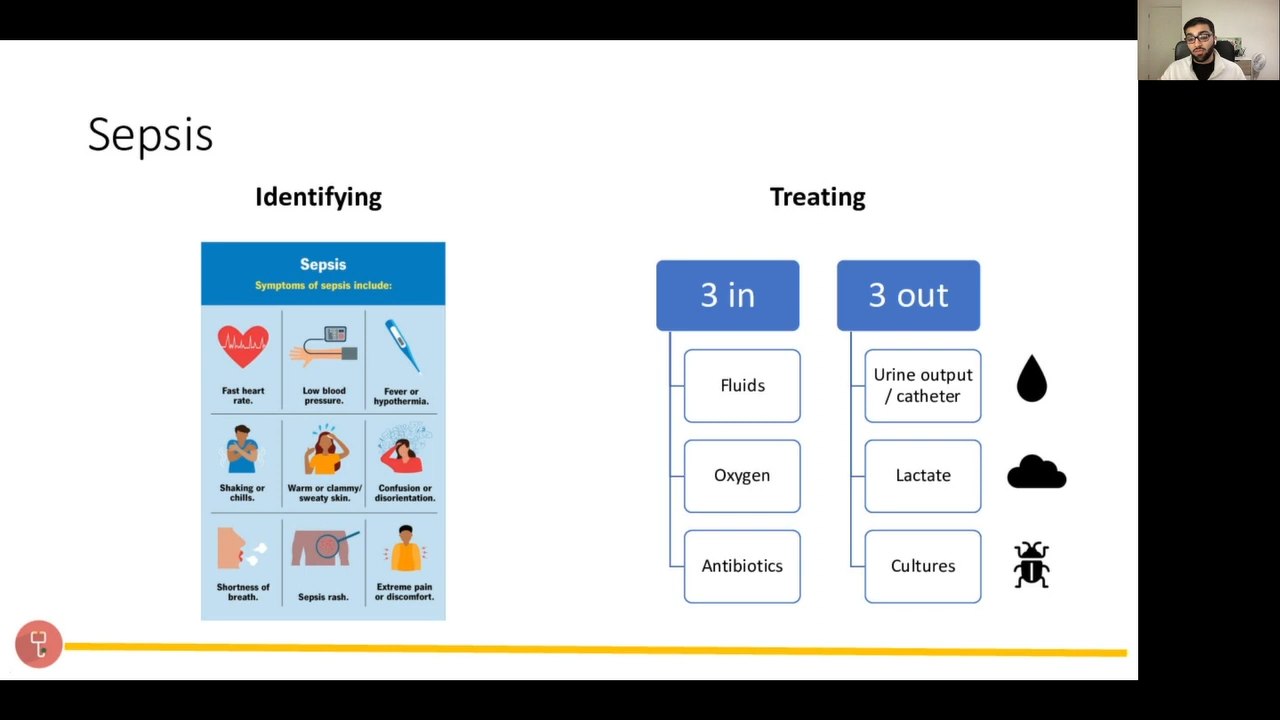 Sepsis
Identifying
Treating
Sepsis
Symptoms of sepsis include:
Fast heart
rate.
Low blood
pressure.
Fever or
hypothermia.
Shaking or
chills.
Warm or clammy/
sweaty skin.
Confusion or
disorientation.
Shortness of
breath.
Sepsis rash.
Extreme pain
or discomfort.
3 in
Fluids
Oxygen
Antibiotics
3 out
Urine output
/ catheter
Lactate
Cultures